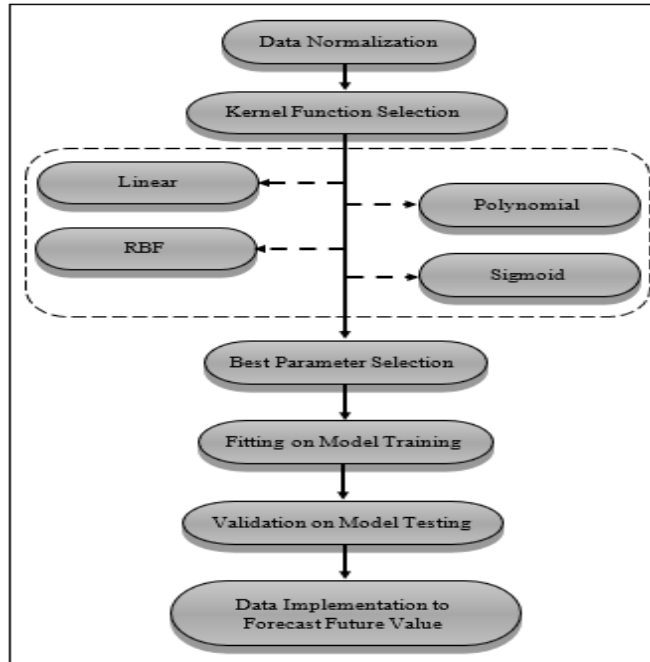 Data Normalization
Kernel Function Selection
Linear
Polynomial
RBF
Sigmoid
Best Parameter Selection
Fitting on Model Training
Validation on Model Testing
Data Implementation to
Forecast Future Value